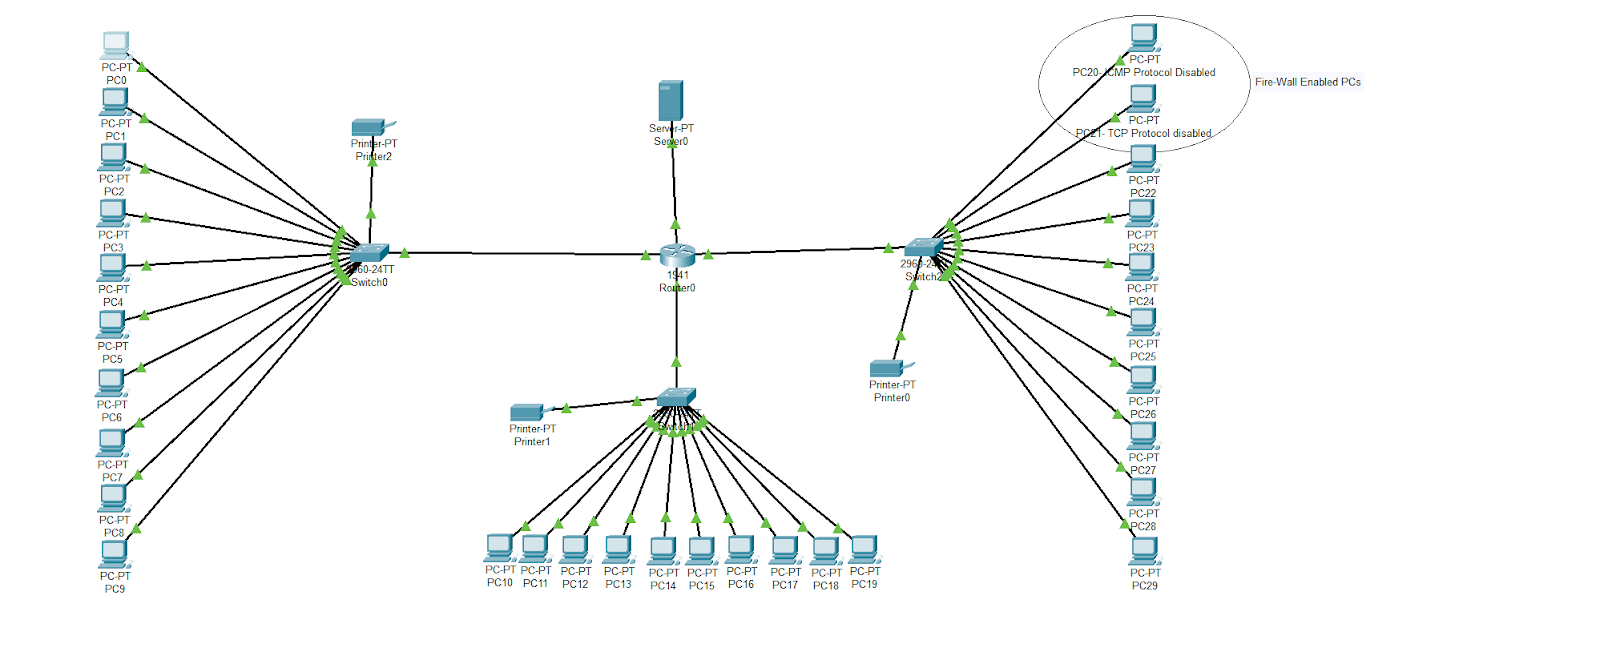 PC-PT
PC0
PC-PT
PC1
PC-PT
PC2
PC-PT
PC3
PC-PT
PC4
PC-PT
PC5
PC-PT
PC6
PC-PT
PC7
PC-PT
PC8
PC-PT
PC9
Printer-PT
Printer2
2960-24TT
Switch0
Server-PT
Server0
1941
Router0
Printer-PT
Printer1
PC-PT
PC10
PC-PT
PC11
PC-PT
PC12
PC-PT
PC13
PC-PT
PC14
PC-PT
PC15
PC-PT
PC16
PC-PT
PC17
PC-PT
PC18
PC-PT
PC19
2960-24
Switch2
Printer-PT
Printer0
PC-PT
PC20- ICMP Protocol Disabled
PC-PT
PC21- TCP Protocol disabled
Fire-Wall Enabled PCs
PC-PT
PC22
PC-PT
PC23
PC-PT
PC24
PC-PT
PC25
PC-PT
PC26
PC-PT
PC27
PC-PT
PC28
PC-PT
PC29